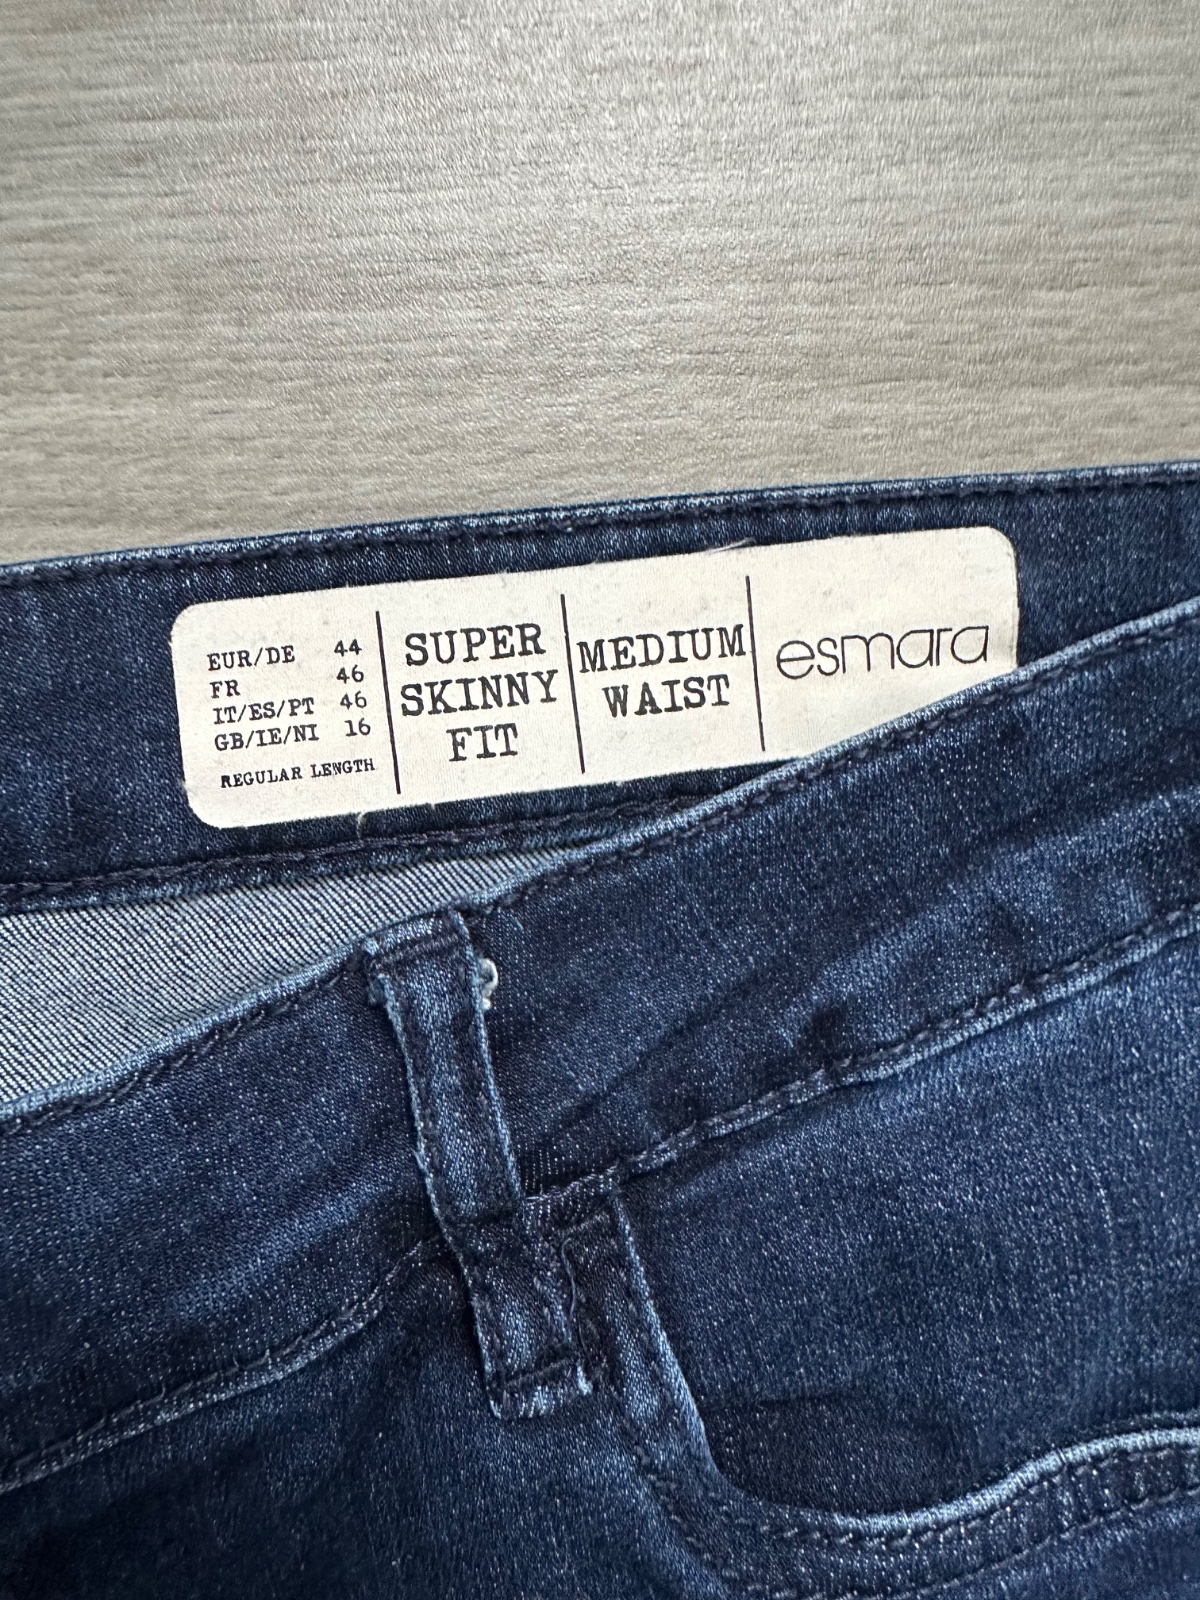 EUR/DE 44
FR 46
IT/ES/PT 46
GB/IE/NI 16
REGULAR LENGTH
SUPER
SKINNY
FIT
MEDIUM
WAIST
esmara